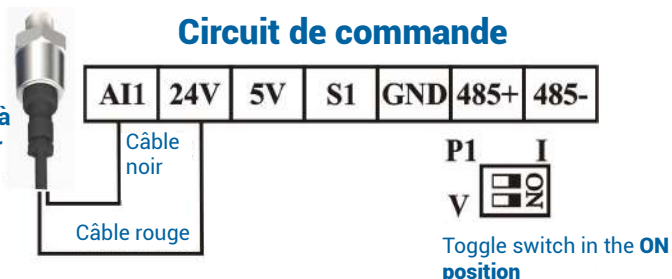 Circuit de commande
à
AI1 24V 5V S1 GND 485+ 485-
Câble
noir
Câble rouge
P1 I
V ON
Toggle switch in the ON
position